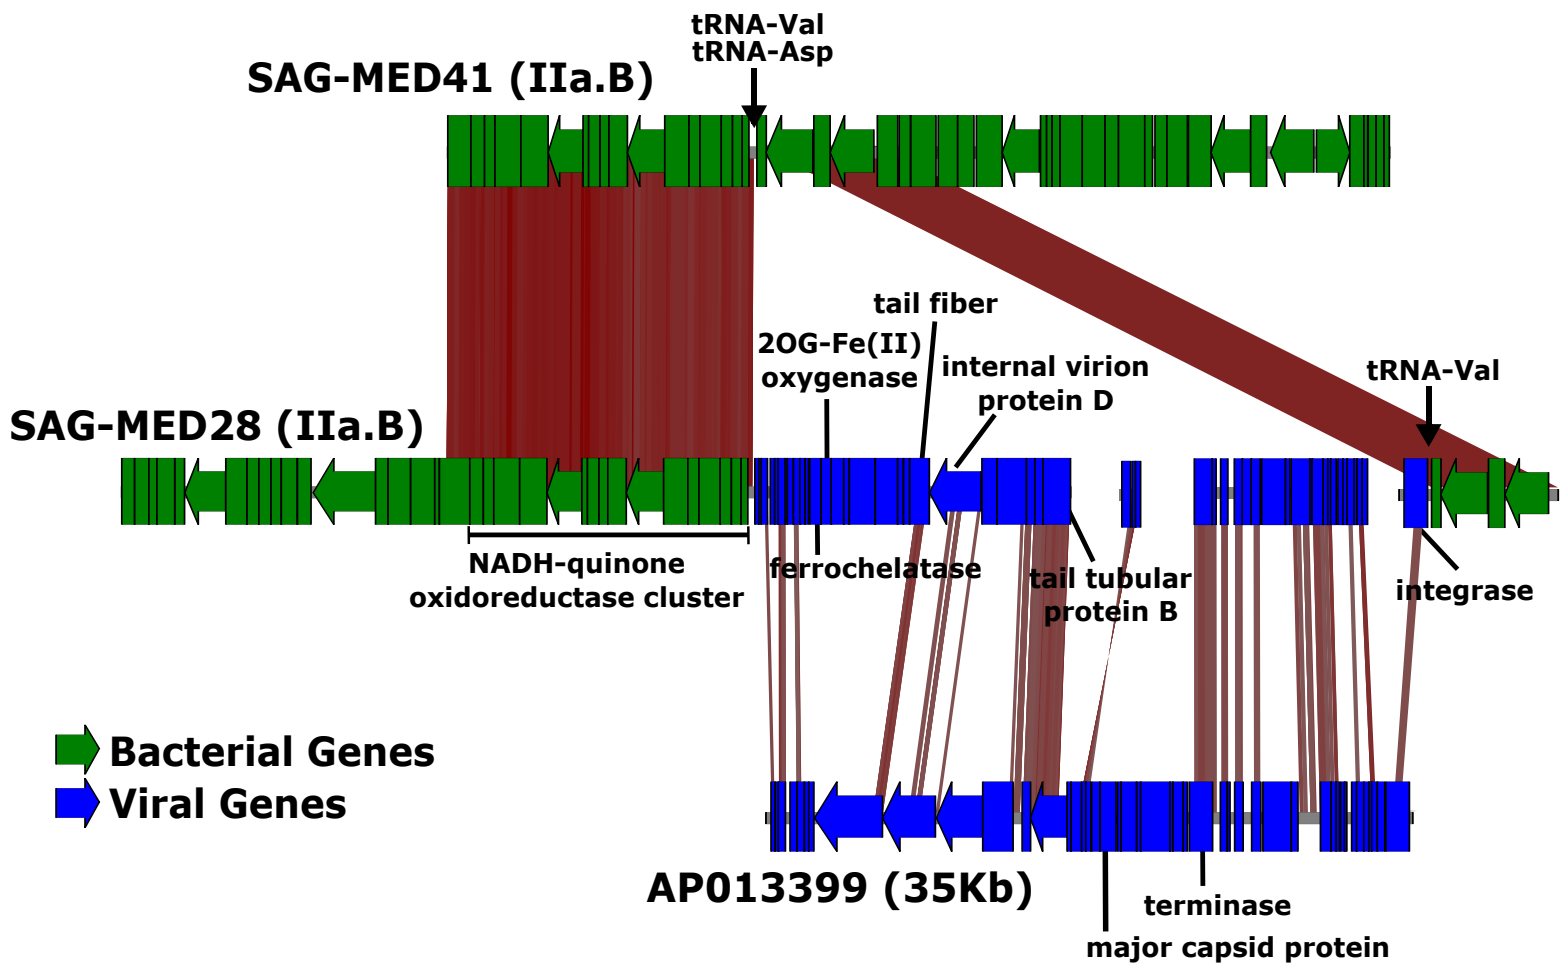 tRNA-Val
tRNA-Asp
SAG-MED41 (IIa.B)
tail fiber
2OG-Fe(II)
oxygenase
internal virion
protein D
tRNA-Val
SAG-MED28 (IIa.B)
NADH-quinone
oxidoreductase cluster
ferrochelatase
tail tubular
protein B
integrase
Bacterial Genes
Viral Genes
AP013399 (35Kb)
terminase
major capsid protein